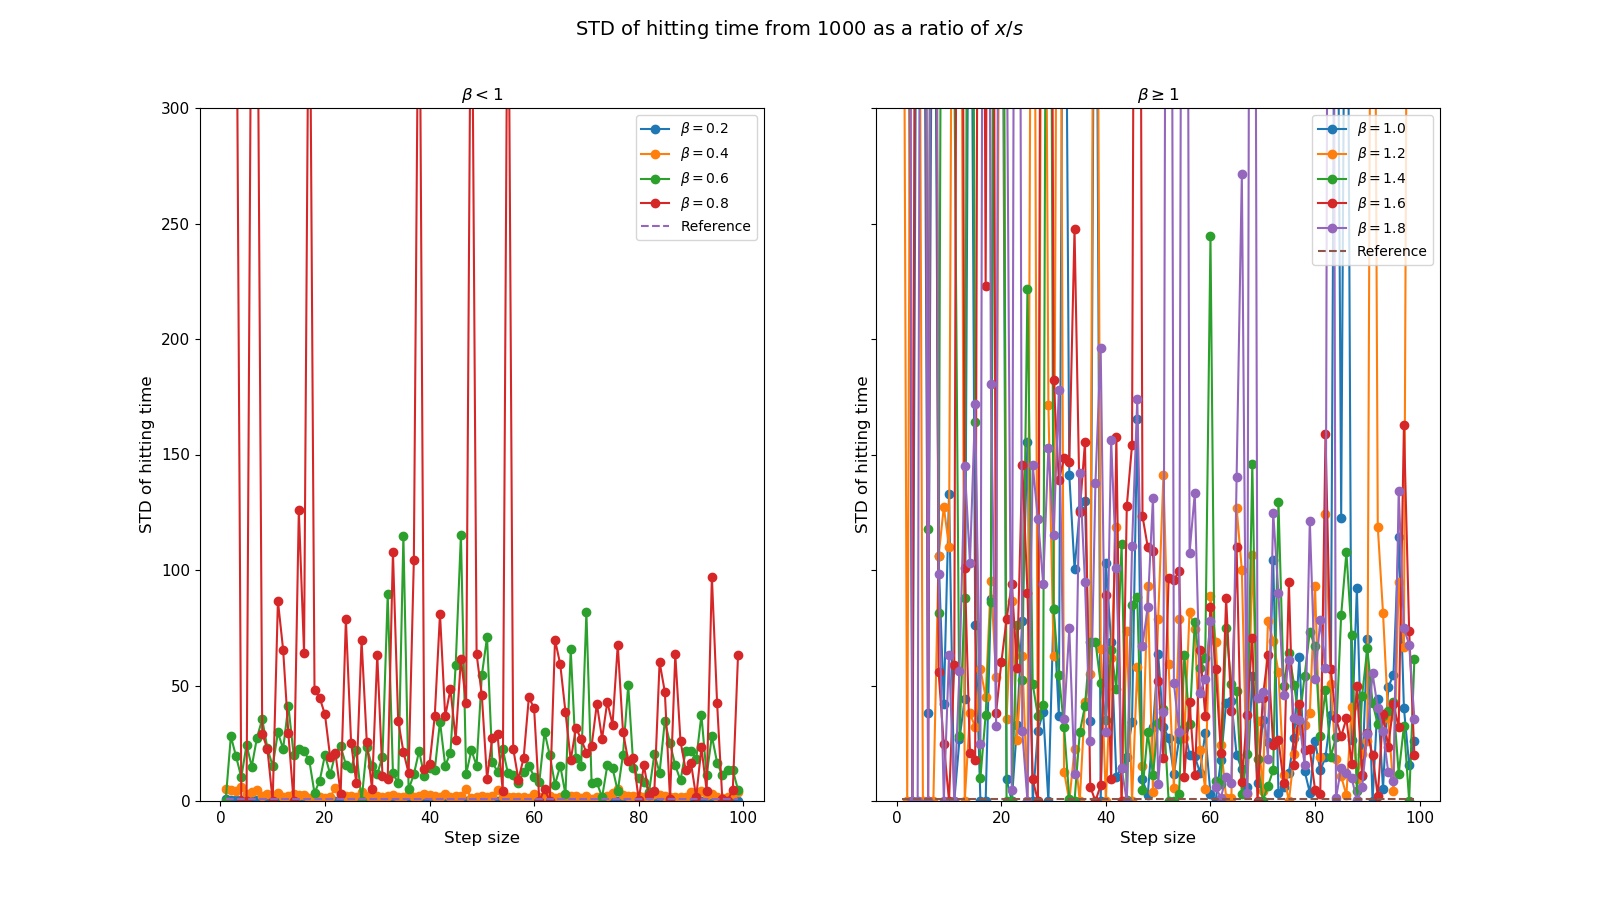 STD of hitting time from 1000 as a ratio of x/s
β < 1
300
250
200
150
100
50
0
STD of hitting time
0 20 40 60 80 100
Step size
β = 0.2
β = 0.4
β = 0.6
β = 0.8
Reference
β ≥ 1
STD of hitting time
0 20 40 60 80 100
Step size
β = 1.0
β = 1.2
β = 1.4
β = 1.6
β = 1.8
Reference